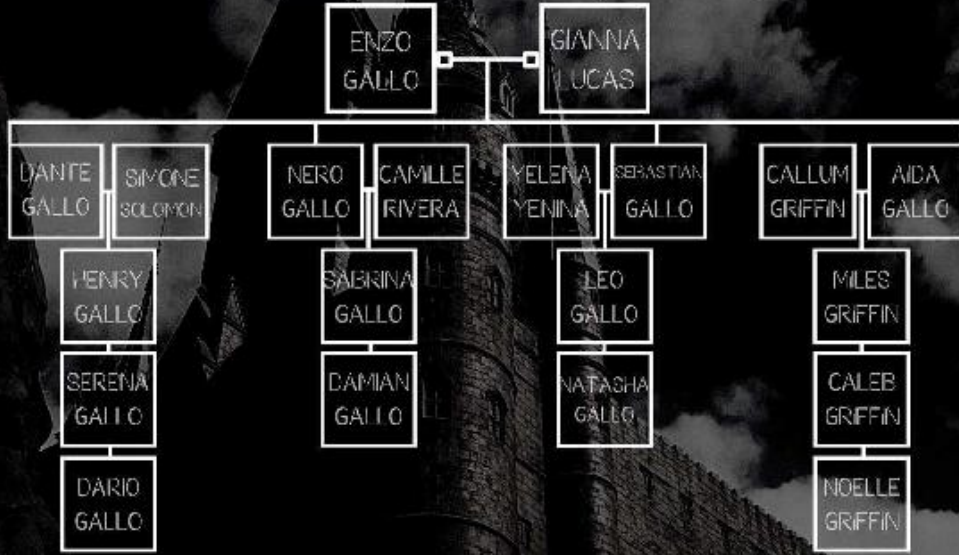 ENZO
GALLO
GIANNA
LUCAS
DANTE
GALLO
SIMONE
SOLOMON
NERO
GALLO
CAMILLE
RIVERA
YELENA
YENINA
SEBASTIAN
GALLO
CALLUM
GRIFFIN
AIDA
GALLO
HENRY
GALLO
SABRINA
GALLO
LEO
GALLO
MILES
GRIFFIN
SERENA
GALLO
DAMIAN
GALLO
NATASHA
GALLO
CALEB
GRIFFIN
DARIO
GALLO
NOELLE
GRIFFIN